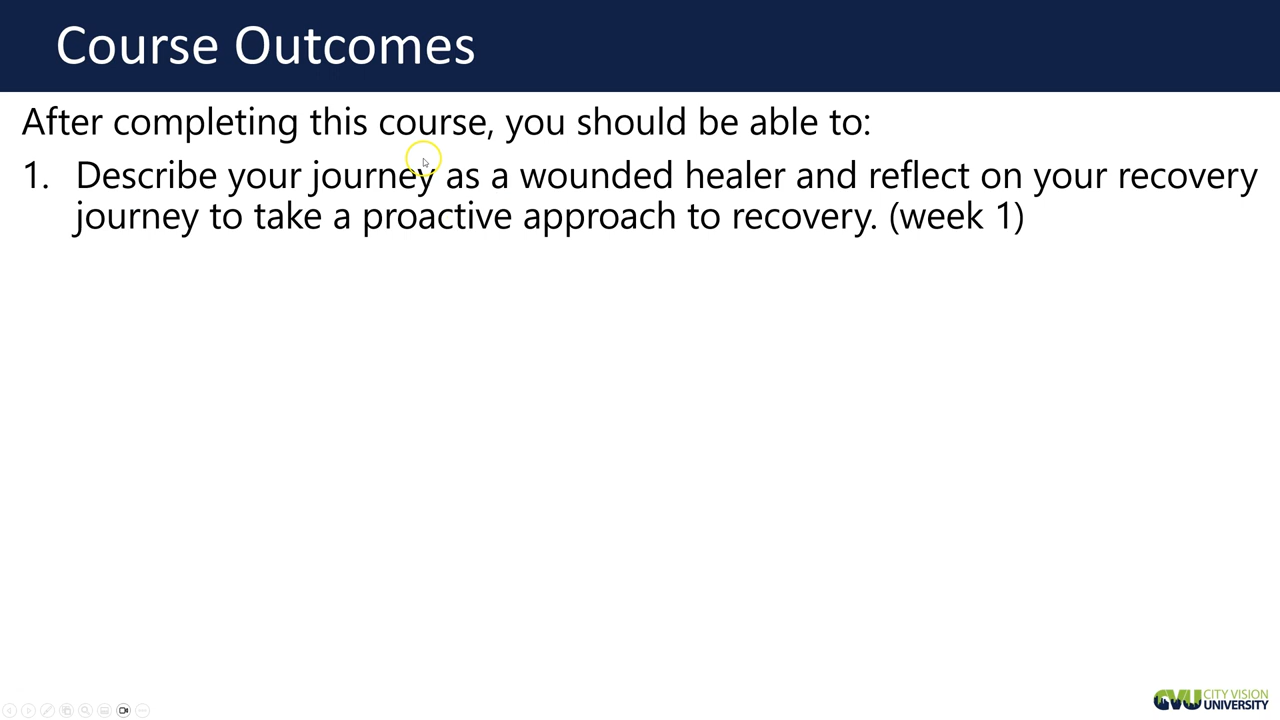 Course Outcomes
After completing this course, you should be able to:
1. Describe your journey as a wounded healer and reflect on your recovery
journey to take a proactive approach to recovery. (week 1)
CVU CITY VISION
UNIVERSITY